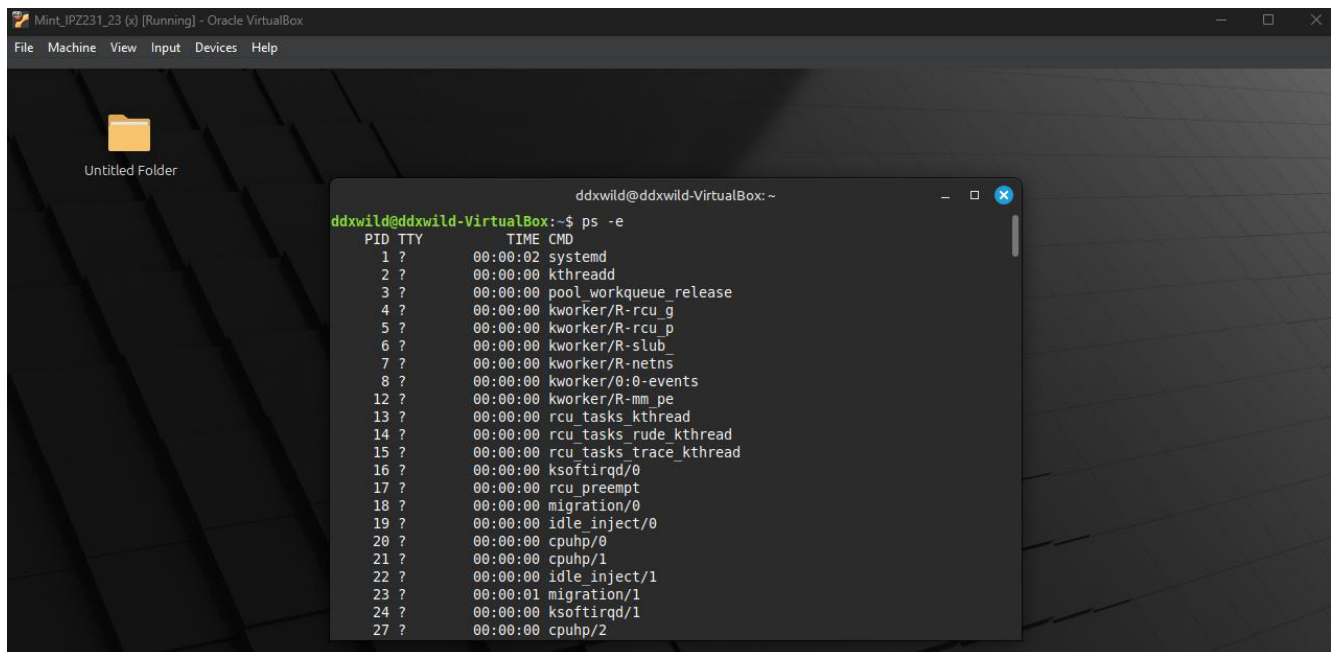 Mint_IPZ231_23 (x) [Running] - Oracle VirtualBox
File Machine View Input Devices Help
Untitled Folder
ddxwild@ddxwild-VirtualBox: ~
ddxwild@ddxwild-VirtualBox:~$ ps -e
PID TTY TIME CMD
1 ? 00:00:02 systemd
2 ? 00:00:00 kthreadd
3 ? 00:00:00 pool_workqueue_release
4 ? 00:00:00 kworker/R-rcu_g
5 ? 00:00:00 kworker/R-rcu_p
6 ? 00:00:00 kworker/R-slub_
7 ? 00:00:00 kworker/R-netns
8 ? 00:00:00 kworker/0:0-events
12 ? 00:00:00 kworker/R-mm_pe
13 ? 00:00:00 rcu_tasks_kthread
14 ? 00:00:00 rcu_tasks_rude_kthread
15 ? 00:00:00 rcu_tasks_trace_kthread
16 ? 00:00:00 ksoftirqd/0
17 ? 00:00:00 rcu_preempt
18 ? 00:00:00 migration/0
19 ? 00:00:00 idle_inject/0
20 ? 00:00:00 cpuhp/0
21 ? 00:00:00 cpuhp/1
22 ? 00:00:00 idle_inject/1
23 ? 00:00:01 migration/1
24 ? 00:00:00 ksoftirqd/1
27 ? 00:00:00 cpuhp/2